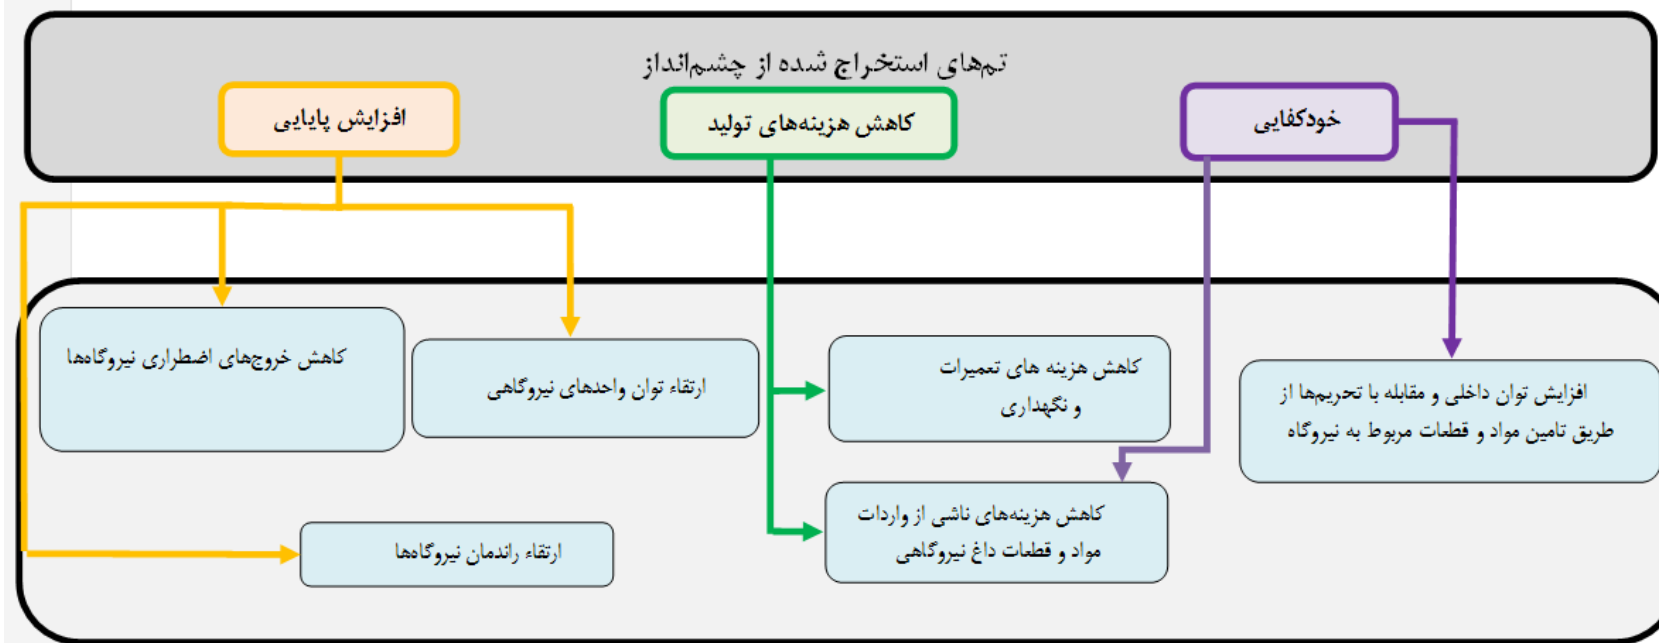 تم‌های استخراج شده از چشم‌انداز
خودکفایی
کاهش هزینه‌های تولید
افزایش پایایی
افزایش توان داخلی و مقابله با تحریم‌ها از
طریق تامین مواد و قطعات مربوط به نیروگاه
کاهش هزینه های تعمیرات
و نگهداری
کاهش هزینه‌های ناشی از واردات
مواد و قطعات داغ نیروگاهی
ارتقاء توان واحدهای نیروگاهی
کاهش خروج‌های اضطراری نیروگاه‌ها
ارتقاء راندمان نیروگاه‌ها